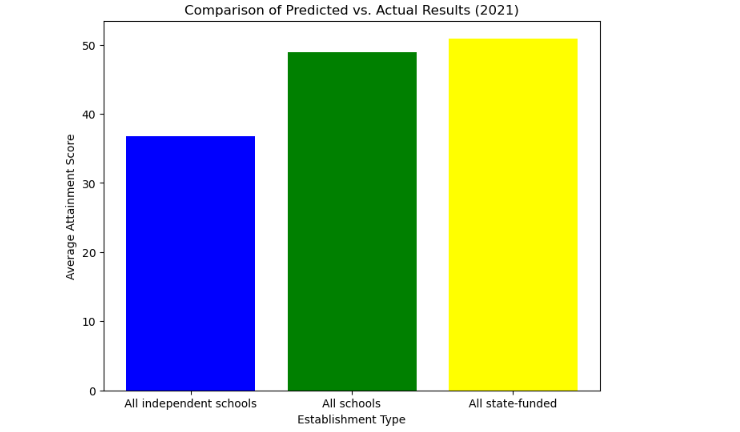 Comparison of Predicted vs. Actual Results (2021)
Average Attainment Score
50
40
30
20
10
0
All independent schools
All schools
All state-funded
Establishment Type